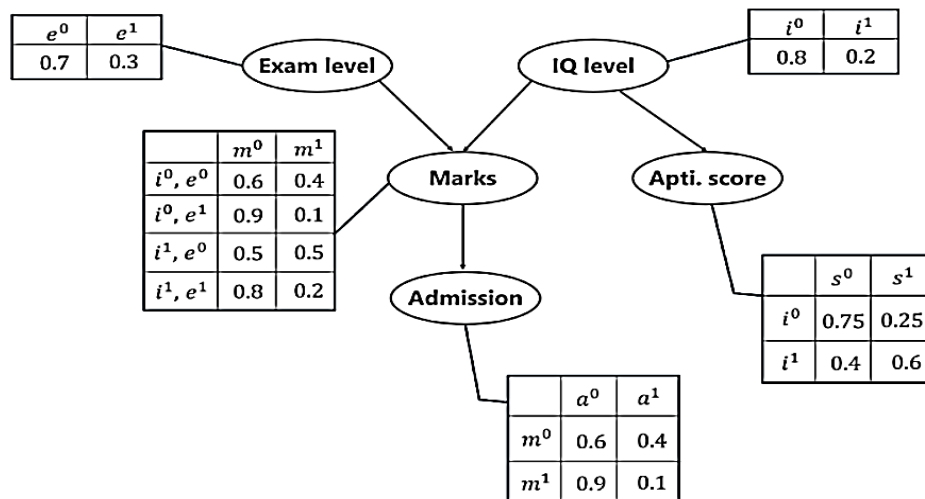 e⁰ e¹
0.7 0.3
Exam level
IQ level
i⁰ i¹
0.8 0.2
m⁰ m¹
i⁰, e⁰ 0.6 0.4
i⁰, e¹ 0.9 0.1
i¹, e⁰ 0.5 0.5
i¹, e¹ 0.8 0.2
Marks
Apti. score
Admission
s⁰ s¹
i⁰ 0.75 0.25
i¹ 0.4 0.6
a⁰ a¹
m⁰ 0.6 0.4
m¹ 0.9 0.1